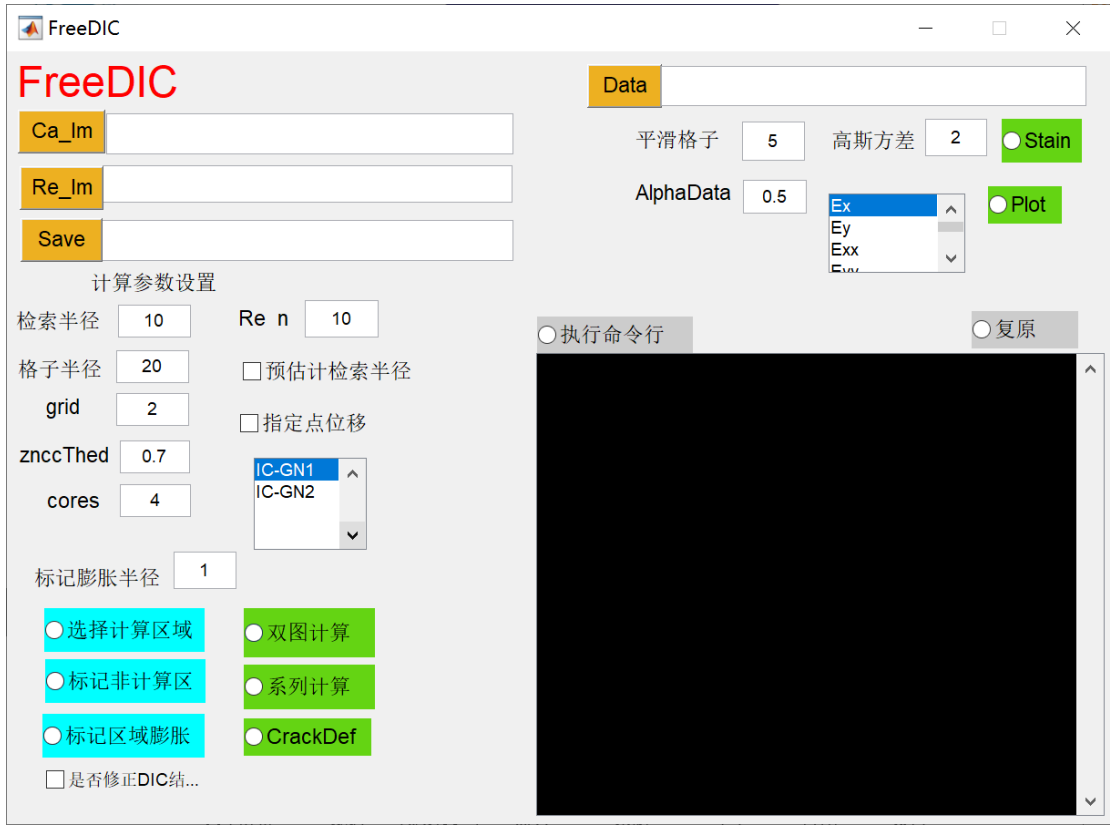 FreeDIC
FreeDIC
Ca_Im
Re_Im
Save
计算参数设置
检索半径 10 Re n 10
格子半径 20 预估计检索半径
grid 2
指定点位移
znccThed 0.7
IC-GN1
IC-GN2
cores 4
标记膨胀半径 1
选择计算区域 双图计算
标记非计算区 系列计算
标记区域膨胀 CrackDef
是否修正DIC结...
Data
平滑格子 5 高斯方差 2 Stain
AlphaData 0.5
Ex
Ey
Exx
Eyy
Plot
执行命令行 复原